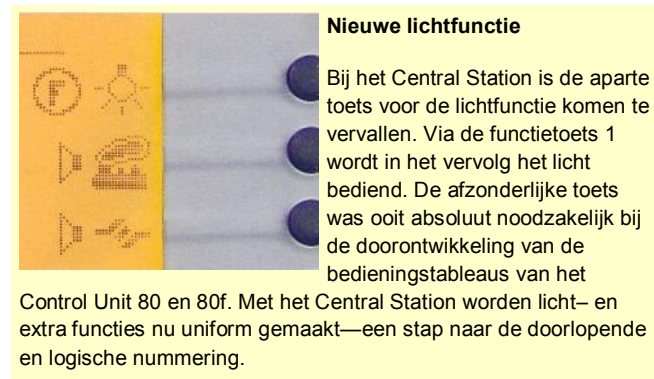 Nieuwe lichtfunctie
Bij het Central Station is de aparte
toets voor de lichtfunctie komen te
vervallen. Via de functietoets 1
wordt in het vervolg het licht
bediend. De afzonderlijke toets
was ooit absoluut noodzakelijk bij
de doorontwikkeling van de
bedieningstableaus van het
Control Unit 80 en 80f. Met het Central Station worden licht– en
extra functies nu uniform gemaakt—een stap naar de doorlopende
en logische nummering.
F